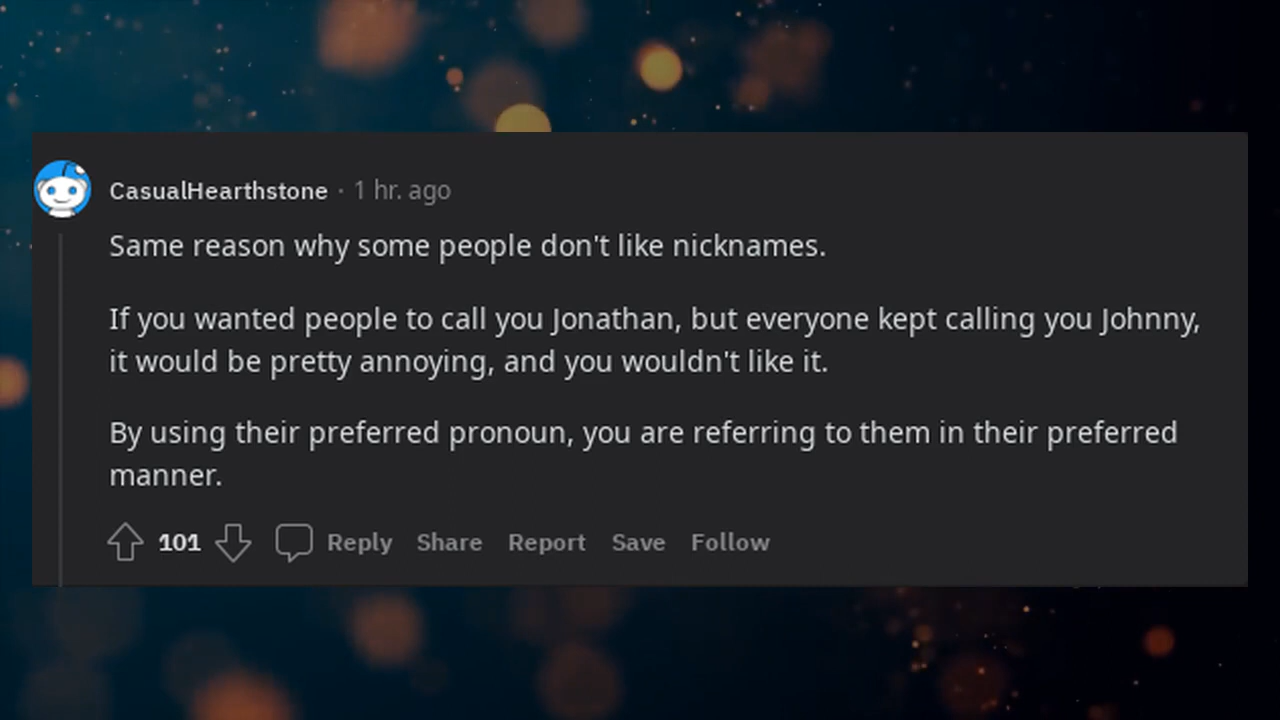 CasualHearthstone · 1 hr. ago
Same reason why some people don't like nicknames.
If you wanted people to call you Jonathan, but everyone kept calling you Johnny,
it would be pretty annoying, and you wouldn't like it.
By using their preferred pronoun, you are referring to them in their preferred
manner.
101 Reply Share Report Save Follow